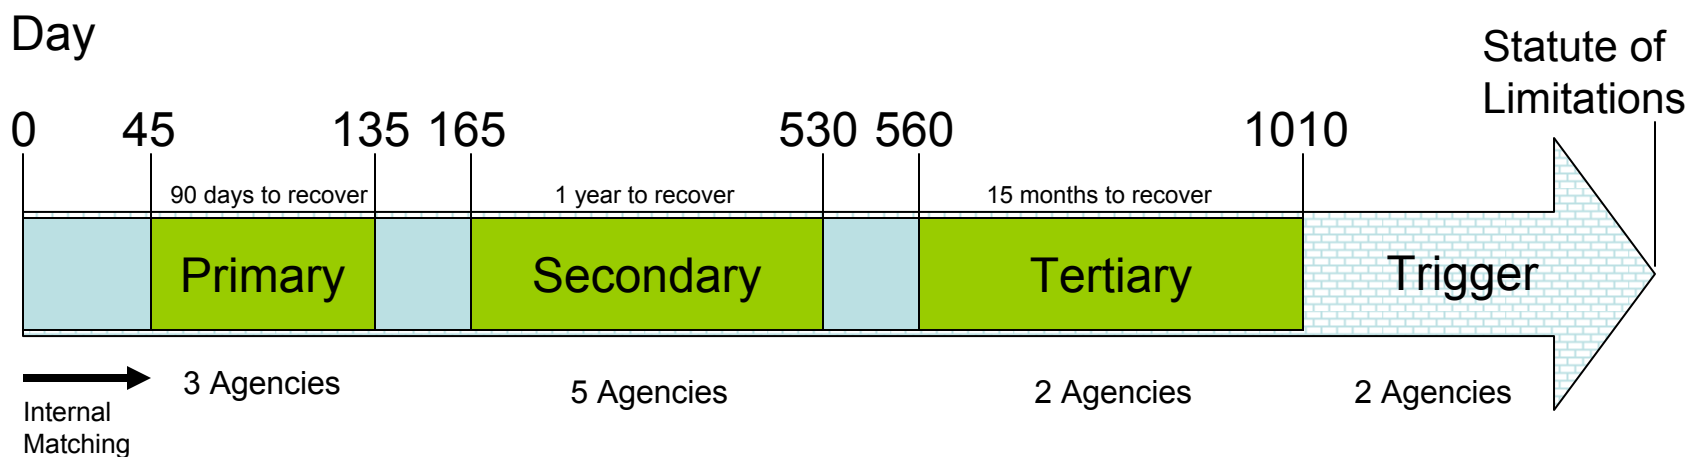 Day
Statute of
Limitations
0 45 135 165 530 560 1010
90 days to recover 1 year to recover 15 months to recover
Primary Secondary Tertiary Trigger
3 Agencies 5 Agencies 2 Agencies 2 Agencies
Internal
Matching